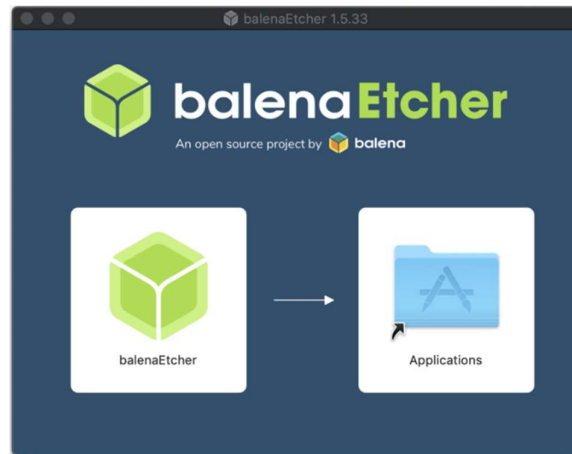 balenaEtcher 1.5.33
balenaEtcher
An open source project by balena
balenaEtcher
Applications